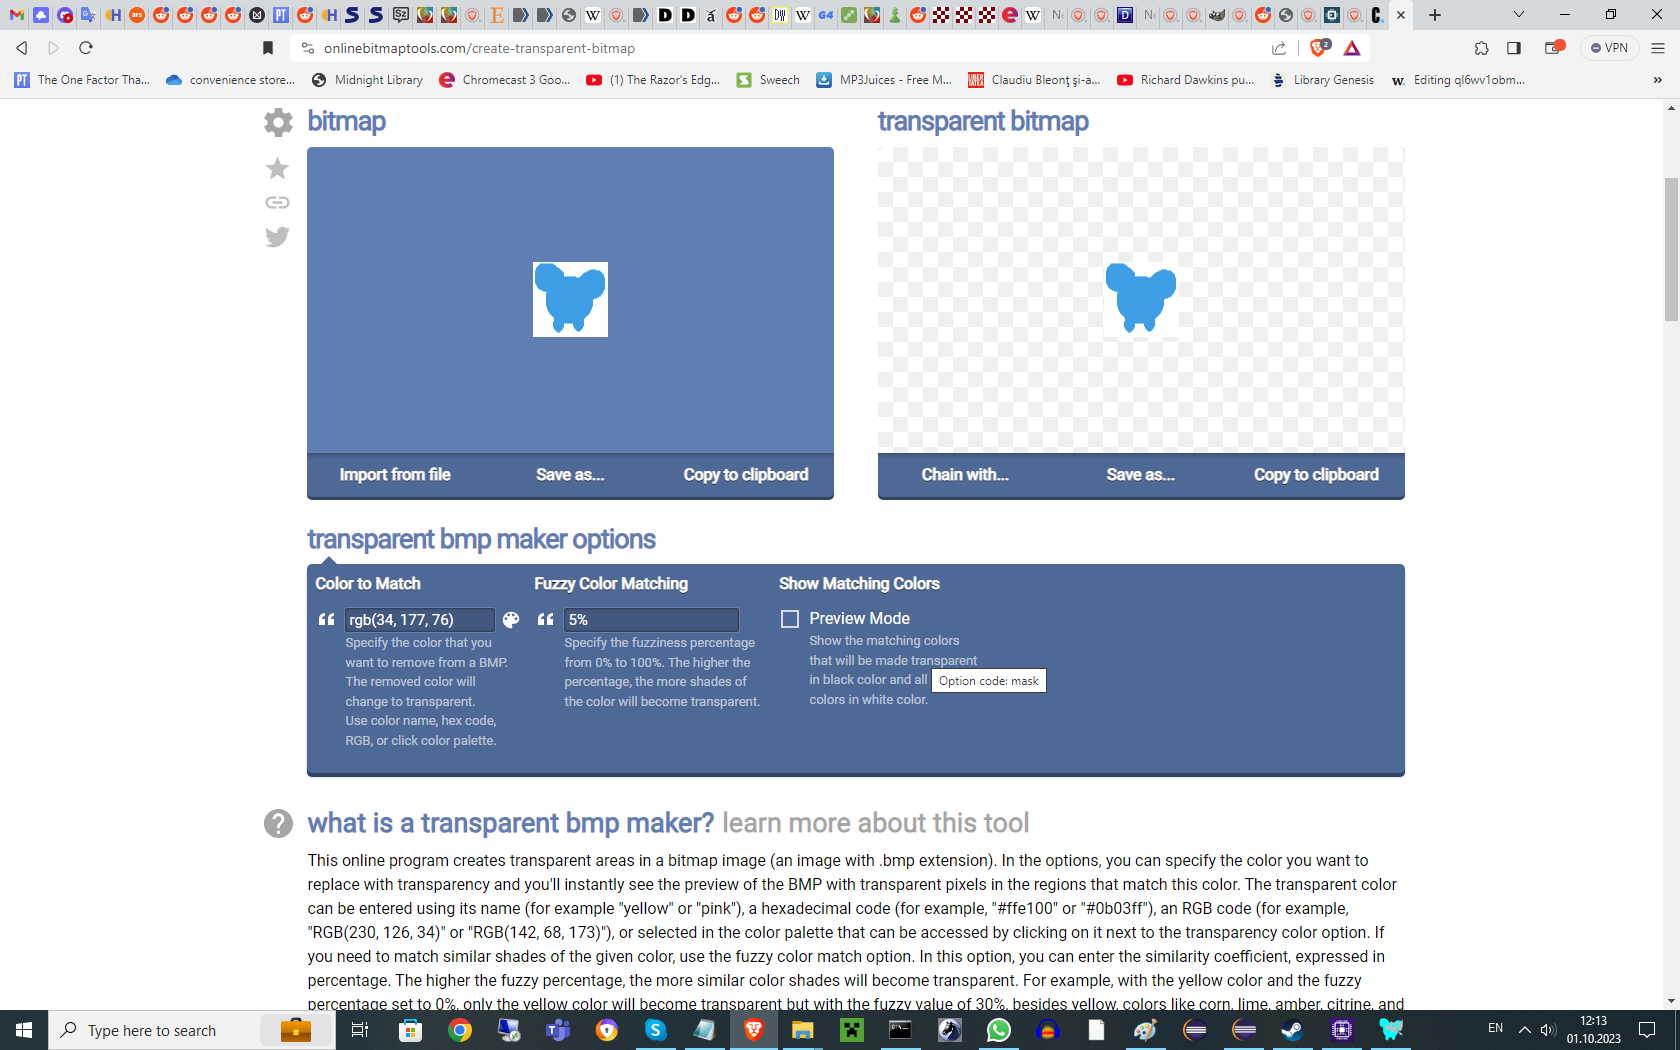 onlinebitmaptools.com/create-transparent-bitmap
2
VPN
PT The One Factor Tha...
convenience store...
Midnight Library
Chromecast 3 Goo...
(1) The Razor's Edg...
Sweech
MP3Juices - Free M...
Claudiu Bleonţ şi-a...
Richard Dawkins pu...
Library Genesis
w. Editing ql6wv1obm...
»
bitmap
transparent bitmap
Import from file
Save as...
Copy to clipboard
Chain with...
Save as...
Copy to clipboard
transparent bmp maker options
Color to Match
Fuzzy Color Matching
Show Matching Colors
rgb(34, 177, 76)
5%
Preview Mode
Specify the color that you
want to remove from a BMP.
The removed color will
change to transparent.
Use color name, hex code,
RGB, or click color palette.
Specify the fuzziness percentage
from 0% to 100%. The higher the
percentage, the more shades of
the color will become transparent.
Show the matching colors
that will be made transparent
in black color and all
colors in white color.
Option code: mask
what is a transparent bmp maker? learn more about this tool
This online program creates transparent areas in a bitmap image (an image with .bmp extension). In the options, you can specify the color you want to
replace with transparency and you'll instantly see the preview of the BMP with transparent pixels in the regions that match this color. The transparent color
can be entered using its name (for example "yellow" or "pink"), a hexadecimal code (for example, "#ffe100" or "#0b03ff"), an RGB code (for example,
"RGB(230, 126, 34)" or "RGB(142, 68, 173)"), or selected in the color palette that can be accessed by clicking on it next to the transparency color option. If
you need to match similar shades of the given color, use the fuzzy color match option. In this option, you can enter the similarity coefficient, expressed in
percentage. The higher the fuzzy percentage, the more similar color shades will become transparent. For example, with the yellow color and the fuzzy
percentage set to 0%, only the yellow color will become transparent but with the fuzzy value of 30%, besides yellow, colors like corn, lime, amber, citrine, and
Type here to search
EN
12:13
01.10.2023